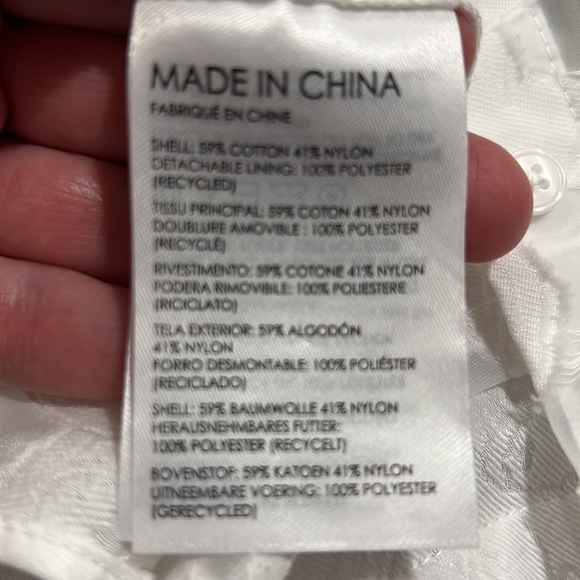 MADE IN CHINA
FABRIQUÉ EN CHINE
SHELL: 59% COTTON 41% NYLON
DETACHABLE LINING: 100% POLYESTER
(RECYCLED)
TISSU PRINCIPAL: 59% COTON 41% NYLON
DOUBLURE AMOVIBLE : 100% POLYESTER
(RECYCLÉ)
RIVESTIMENTO: 59% COTONE 41% NYLON
FODERA RIMOVIBILE: 100% POLIESTERE
(RICICLATO)
TELA EXTERIOR: 59% ALGODÓN
41% NYLON
FORRO DESMONTABLE: 100% POLIÉSTER
(RECICLADO)
SHELL: 59% BAUMWOLLE 41% NYLON
HERAUSNEHMBARES FUTTER:
100% POLYESTER (RECYCELT)
BOVENSTOF: 59% KATOEN 41% NYLON
UITNEEMBARE VOERING: 100% POLYESTER
(GERECYCLED)